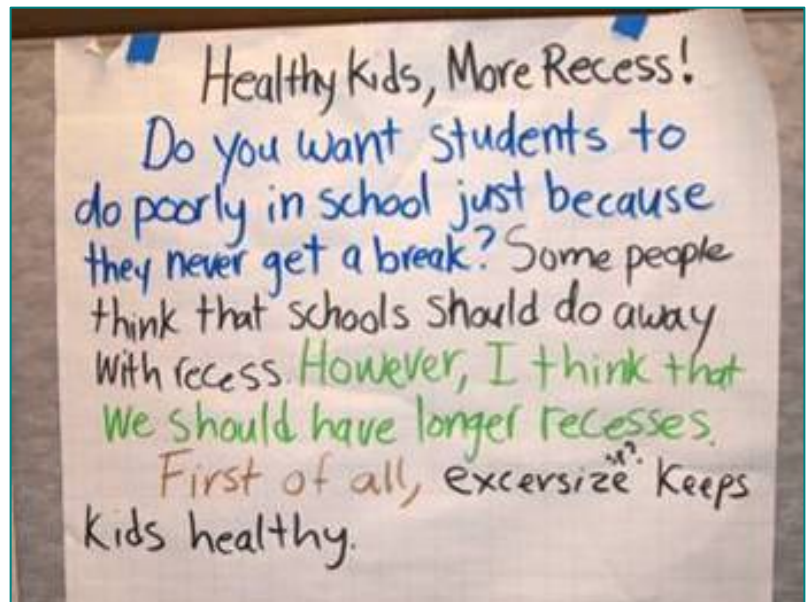 Healthy Kids, More Recess!
Do you want students to
do poorly in school just because
they never get a break? Some people
think that schools should do away
with recess. However, I think that
we should have longer recesses.
First of all, excersize keeps
kids healthy.